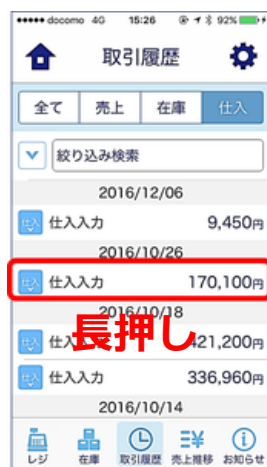 docomo 4G 15:26 92%
取引履歴
全て 売上 在庫 仕入
絞り込み検索
2016/12/06
仕入 仕入入力 9,450円
2016/10/26
仕入 仕入入力 170,100円
2016/10/18
長押し
仕入 仕入 421,200円
仕入 仕入入力 336,960円
2016/10/14
レジ 在庫 取引履歴 売上推移 お知らせ